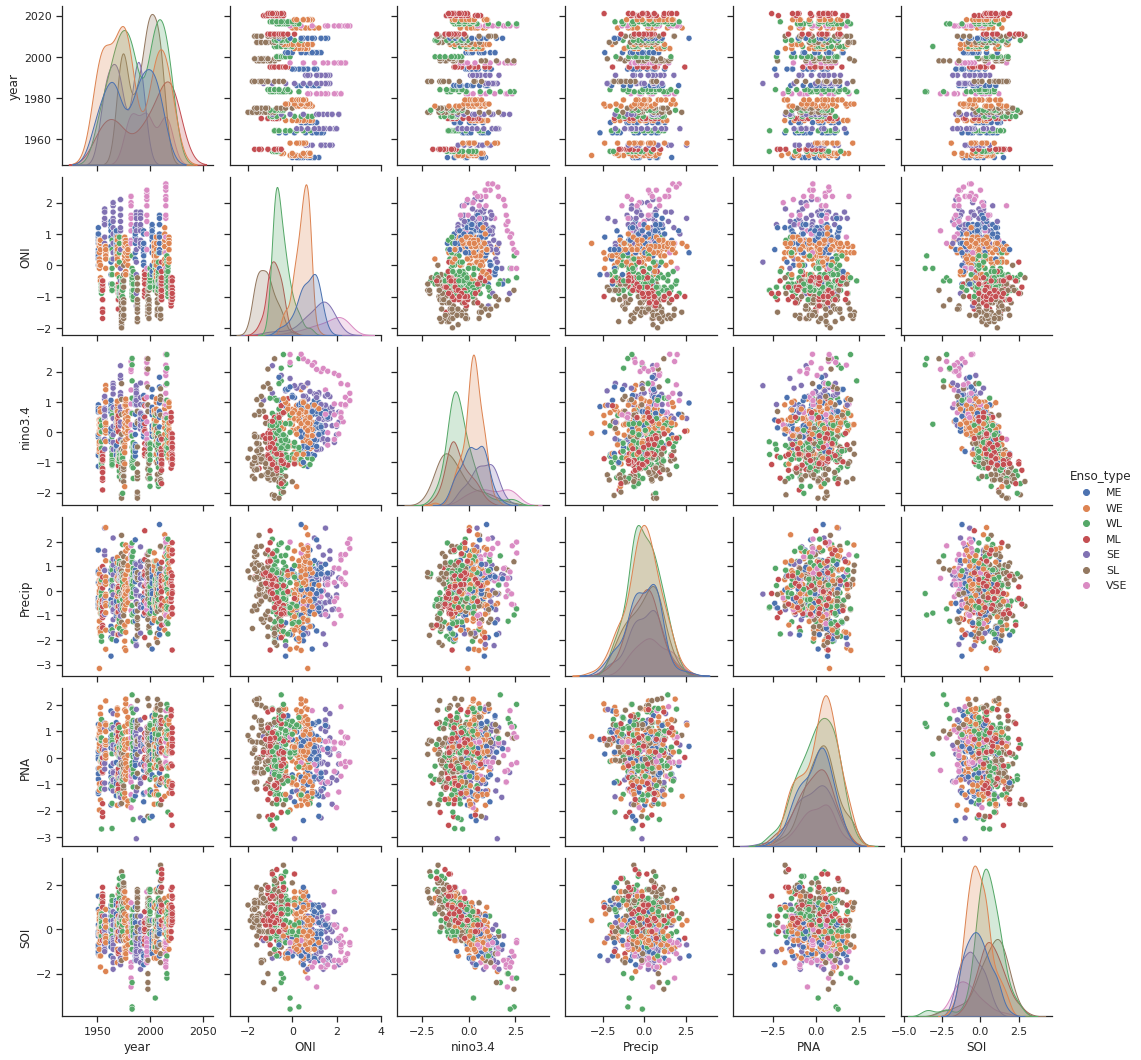 2020
2000
1980
1960
year
2
1
0
−1
−2
ONI
2
1
0
−1
−2
nino3.4
2
1
0
−1
−2
−3
Precip
2
1
0
−1
−2
−3
PNA
2
0
−2
SOI
1950 2000 2050
year
−2 0 2 4
ONI
−2.5 0.0 2.5
nino3.4
−2.5 0.0 2.5
Precip
−2.5 0.0 2.5
PNA
−5.0 −2.5 0.0 2.5
SOI
Enso_type
ME
WE
WL
ML
SE
SL
VSE